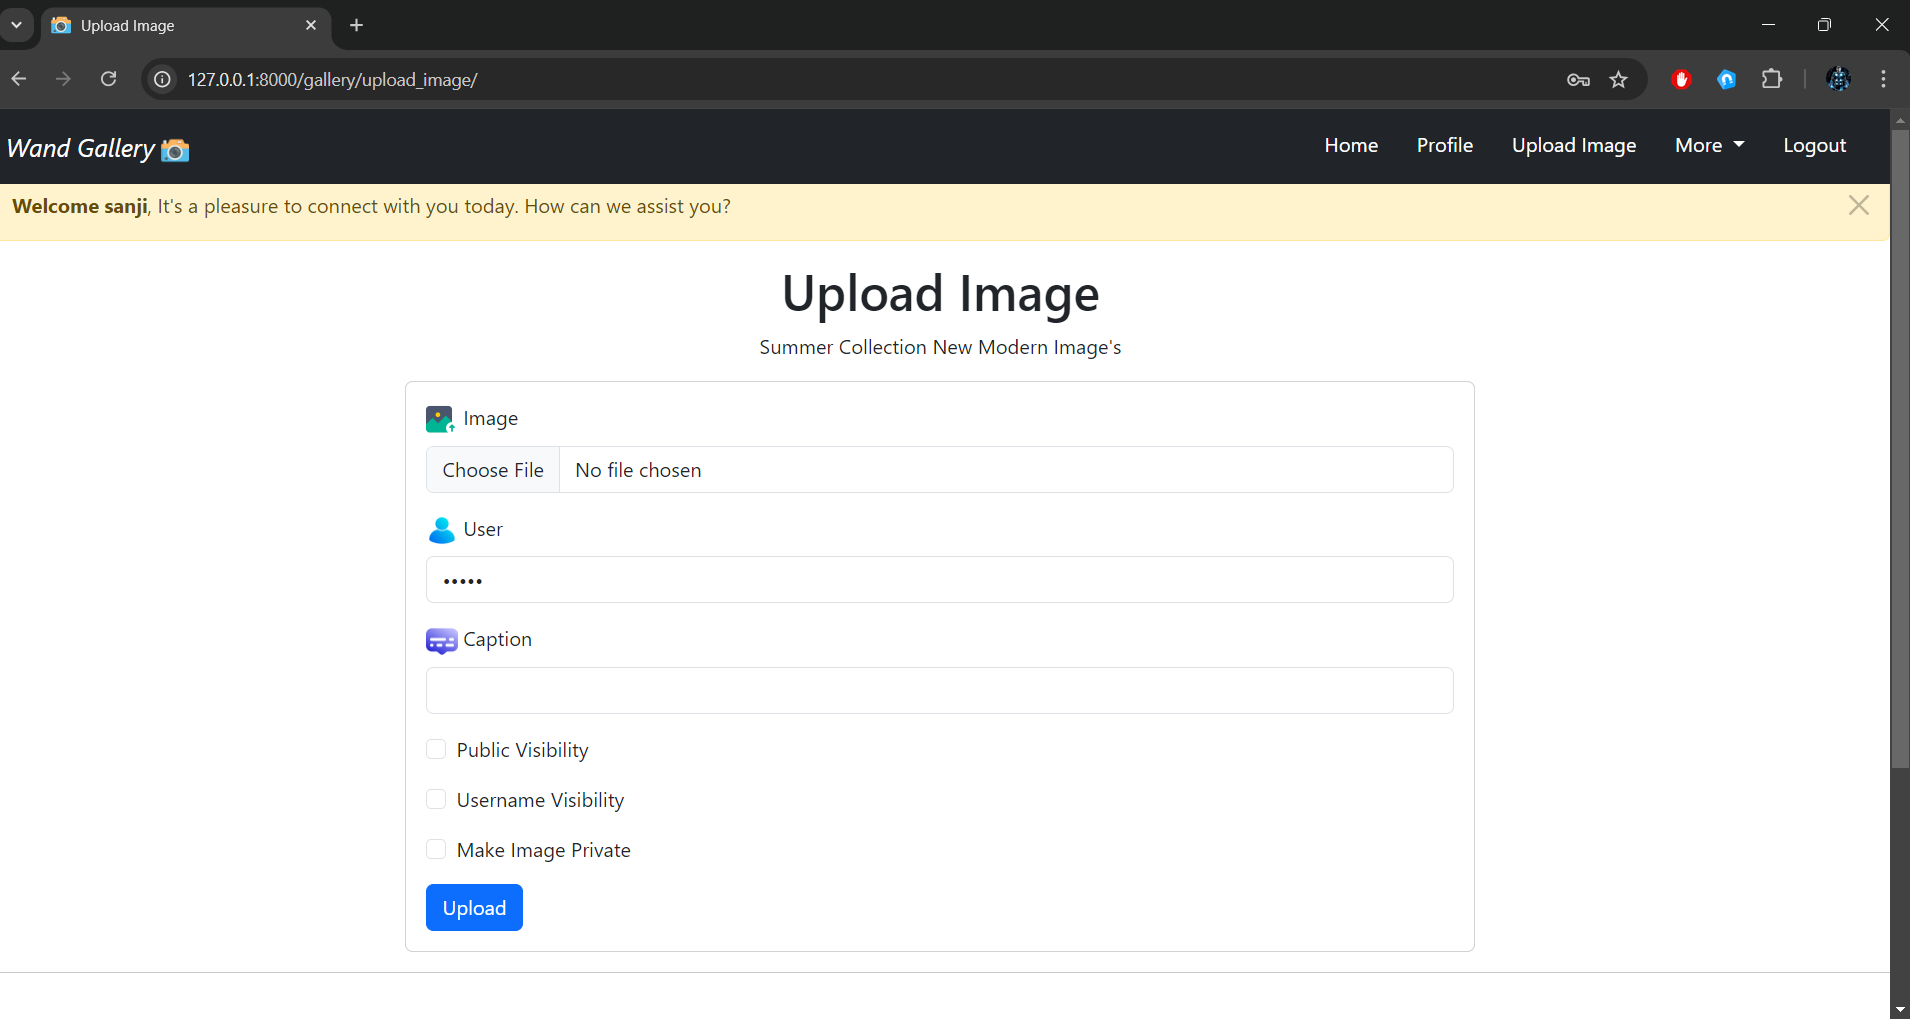 Upload Image
127.0.0.1:8000/gallery/upload_image/
Wand Gallery
Home Profile Upload Image More Logout
Welcome sanji, It's a pleasure to connect with you today. How can we assist you?
Upload Image
Summer Collection New Modern Image's
Image
Choose File No file chosen
User
•••••
Caption
Public Visibility
Username Visibility
Make Image Private
Upload